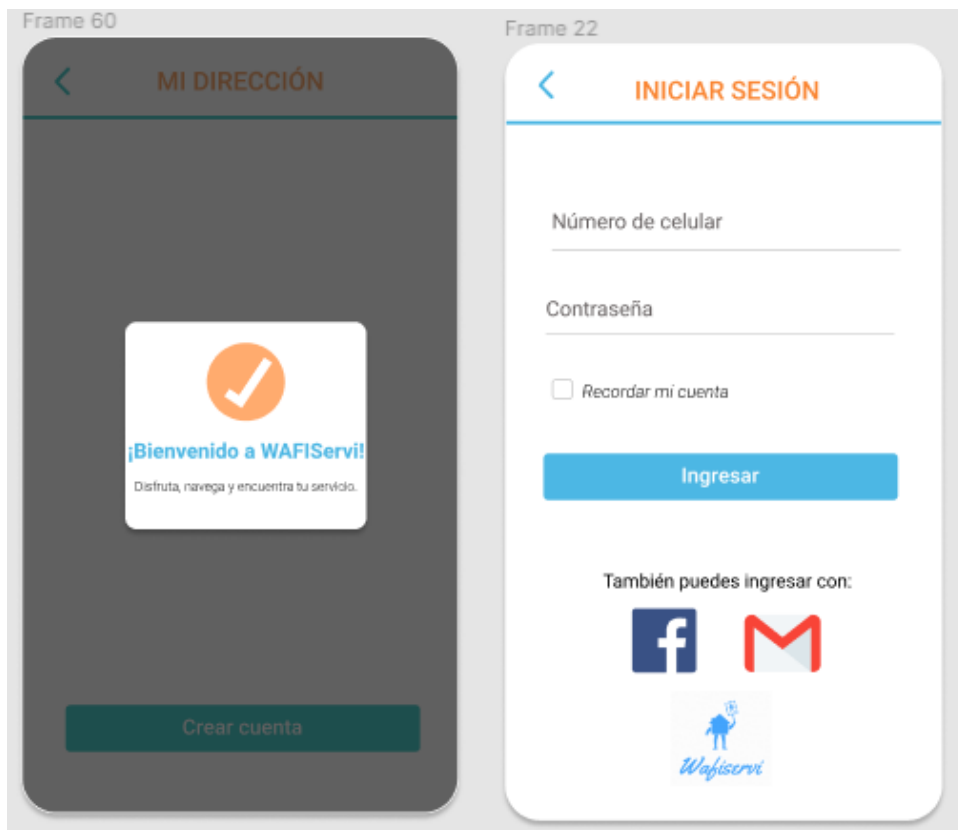 Frame 60
MI DIRECCIÓN
¡Bienvenido a WAFIServi!
Disfruta, navega y encuentra tu servicio.
Crear cuenta
Frame 22
INICIAR SESIÓN
Número de celular
Contraseña
Recordar mi cuenta
Ingresar
También puedes ingresar con:
f
M
Wafiservi